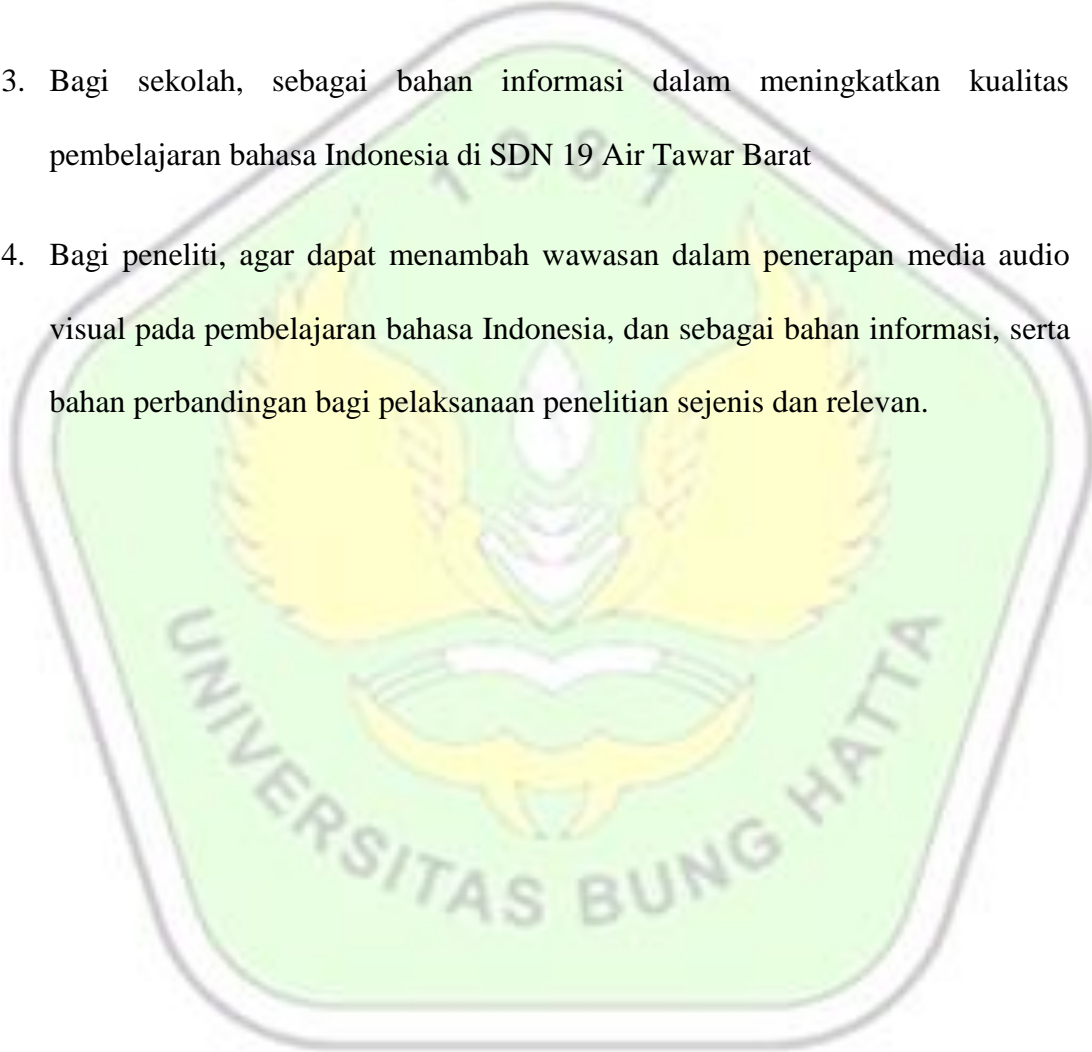 3. Bagi sekolah, sebagai bahan informasi dalam meningkatkan kualitas
pembelajaran bahasa Indonesia di SDN 19 Air Tawar Barat
1981
4. Bagi peneliti, agar dapat menambah wawasan dalam penerapan media audio
visual pada pembelajaran bahasa Indonesia, dan sebagai bahan informasi, serta
bahan perbandingan bagi pelaksanaan penelitian sejenis dan relevan.
UNIVERSITAS BUNG HATTA